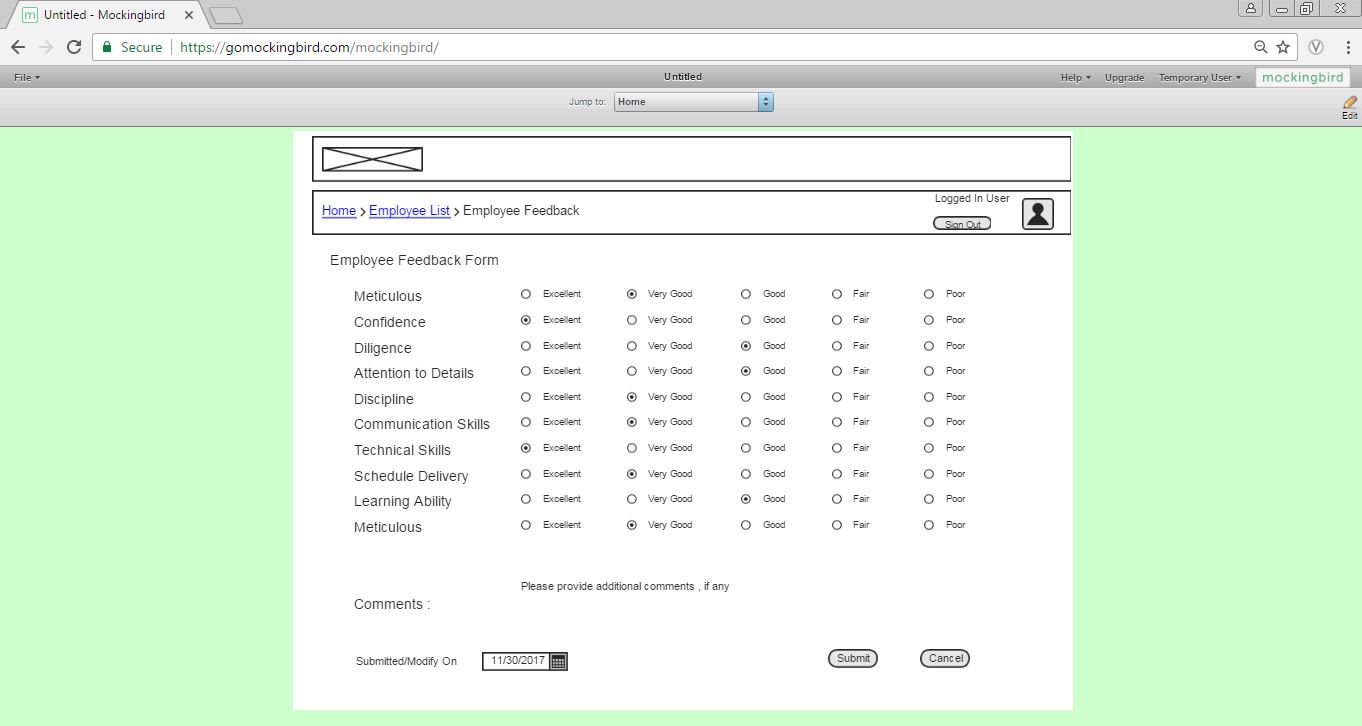 m Untitled - Mockingbird
Secure https://gomockingbird.com/mockingbird/
File Untitled Help Upgrade Temporary User mockingbird
Jump to: Home Edit
Home > Employee List > Employee Feedback
Logged In User
Sign Out
Employee Feedback Form
Meticulous Excellent Very Good Good Fair Poor
Confidence Excellent Very Good Good Fair Poor
Diligence Excellent Very Good Good Fair Poor
Attention to Details Excellent Very Good Good Fair Poor
Discipline Excellent Very Good Good Fair Poor
Communication Skills Excellent Very Good Good Fair Poor
Technical Skills Excellent Very Good Good Fair Poor
Schedule Delivery Excellent Very Good Good Fair Poor
Learning Ability Excellent Very Good Good Fair Poor
Meticulous Excellent Very Good Good Fair Poor
Please provide additional comments , if any
Comments :
Submitted/Modify On 11/30/2017 Submit Cancel